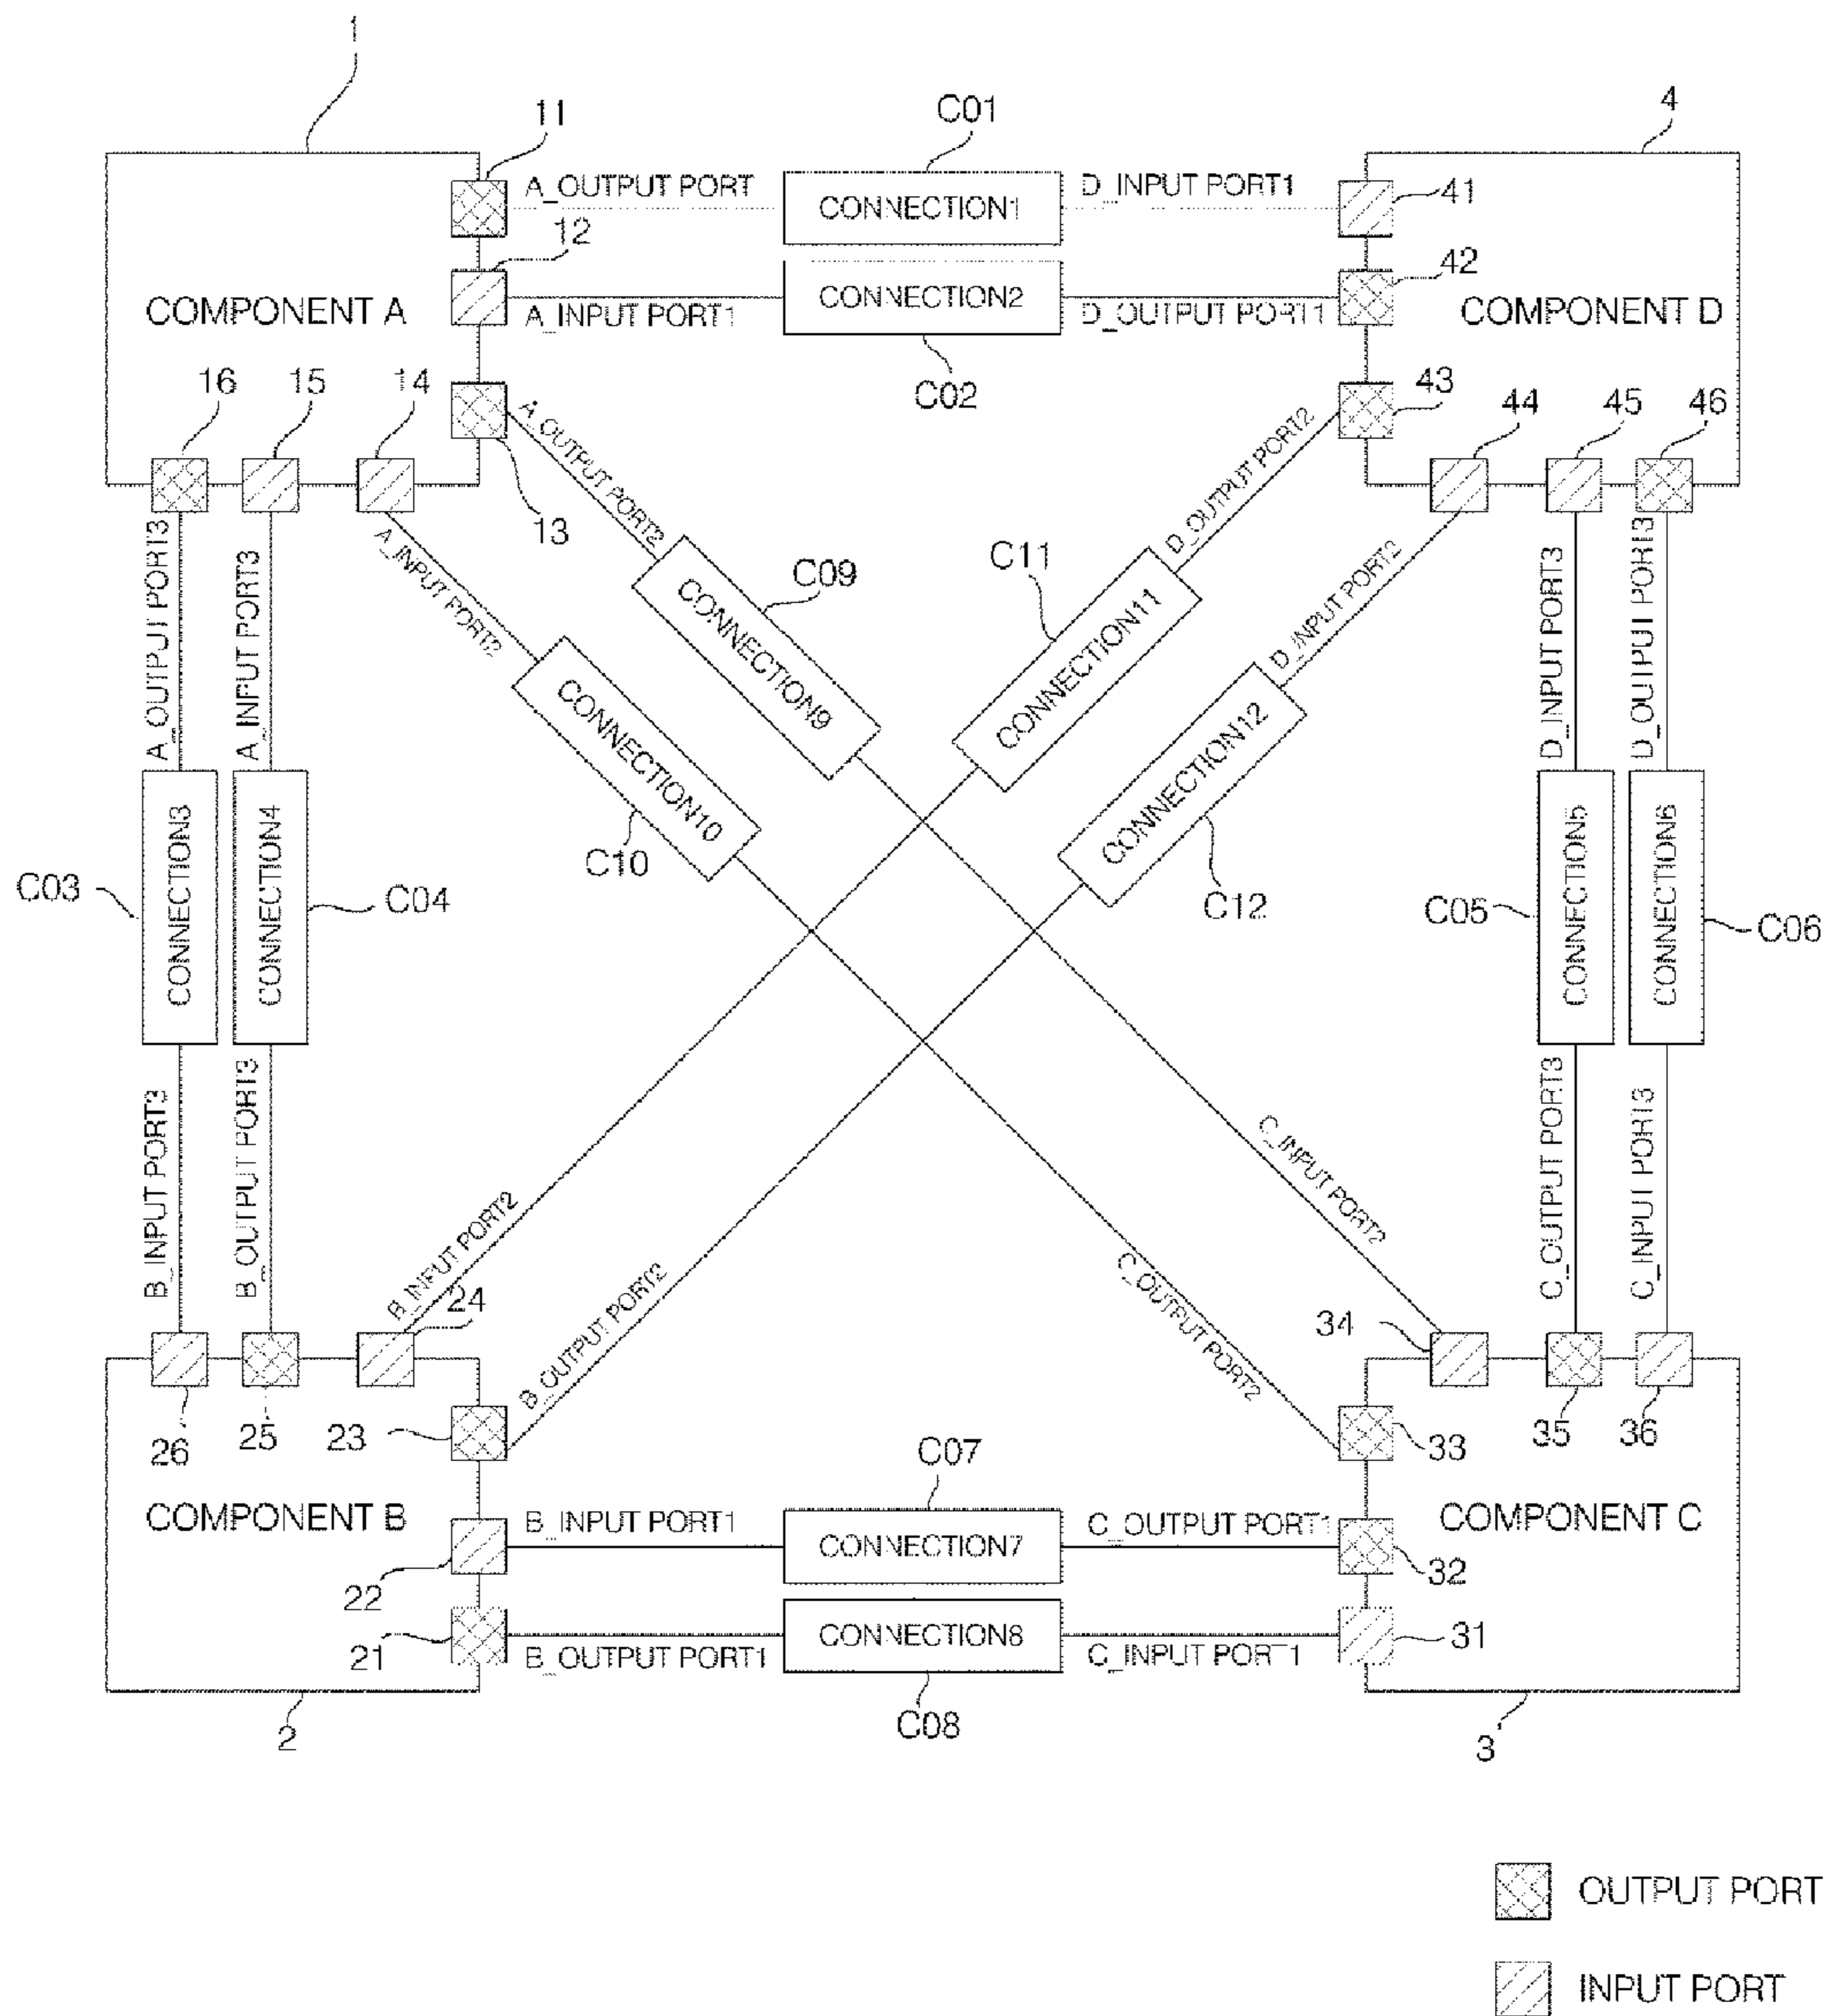 1
11
C01
4
A_OUTPUT PORT
CONNECTION1
D_INPUT PORT1
41
12
42
COMPONENT A
A_INPUT PORT1
CONNECTION2
D_OUTPUT PORT1
COMPONENT D
C02
16
15
14
43
44
45
46
13
A_OUTPUT PORT2
D_OUTPUT PORT2
A_INPUT PORT2
D_INPUT PORT2
A_OUTPUT PORT3
A_INPUT PORT3
D_INPUT PORT3
D_OUTPUT PORT3
C09
C11
CONNECTION9
CONNECTION11
CONNECTION10
CONNECTION12
C10
C12
C03
CONNECTION3
CONNECTION4
C04
C05
CONNECTION5
CONNECTION6
C06
B_INPUT PORT3
B_OUTPUT PORT3
B_INPUT PORT2
B_OUTPUT PORT2
C_INPUT PORT2
C_OUTPUT PORT2
C_OUTPUT PORT3
C_INPUT PORT3
24
34
26
25
23
33
35
36
C07
COMPONENT B
B_INPUT PORT1
CONNECTION7
C_OUTPUT PORT1
COMPONENT C
22
32
21
B_OUTPUT PORT1
CONNECTION8
C_INPUT PORT1
31
2
C08
3
OUTPUT PORT
INPUT PORT